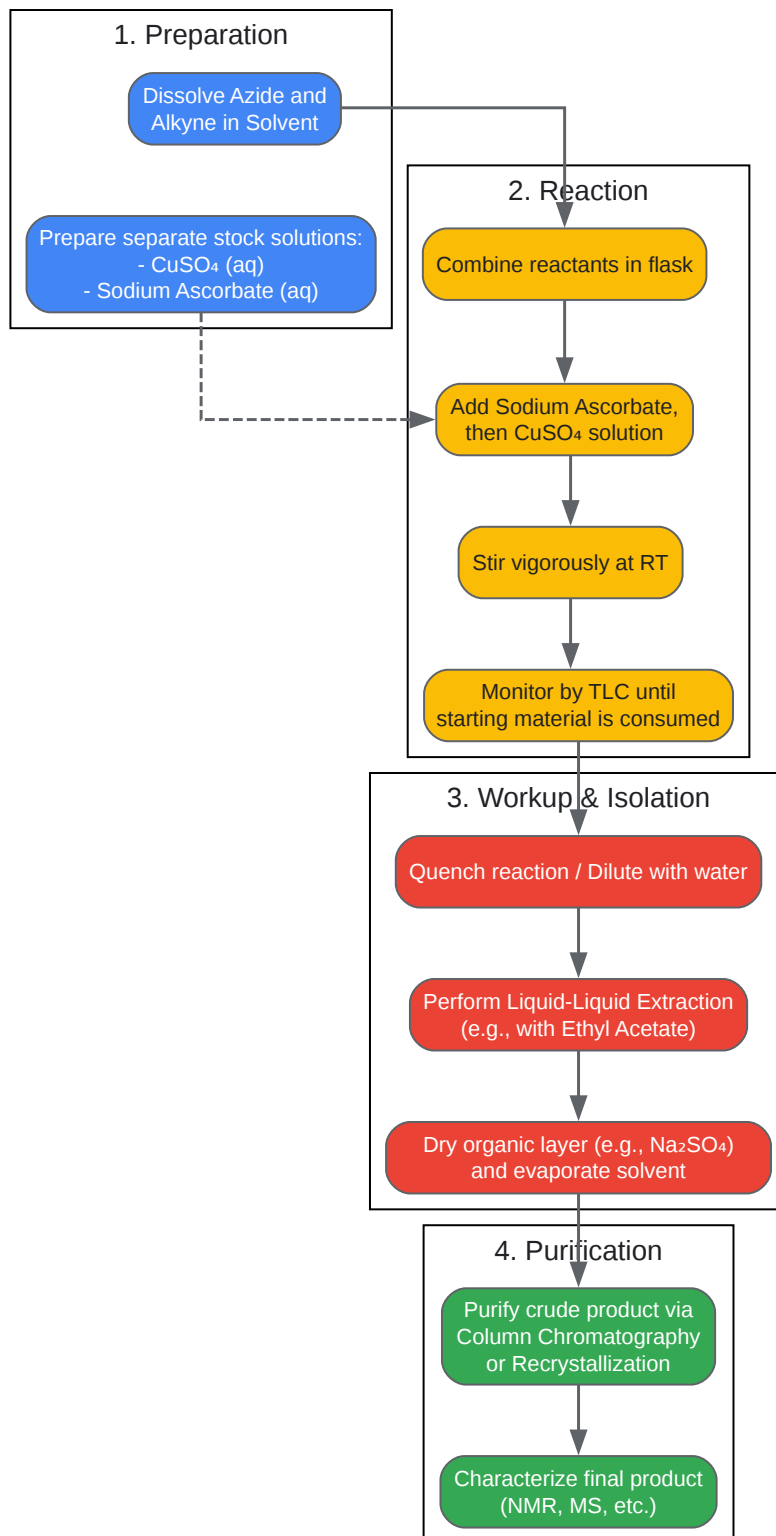 1. Preparation
Dissolve Azide and
Alkyne in Solvent
Prepare separate stock solutions:
- CuSO₄ (aq)
- Sodium Ascorbate (aq)
2. Reaction
Combine reactants in flask
Add Sodium Ascorbate,
then CuSO₄ solution
Stir vigorously at RT
Monitor by TLC until
starting material is consumed
3. Workup & Isolation
Quench reaction / Dilute with water
Perform Liquid-Liquid Extraction
(e.g., with Ethyl Acetate)
Dry organic layer (e.g., Na₂SO₄)
and evaporate solvent
4. Purification
Purify crude product via
Column Chromatography
or Recrystallization
Characterize final product
(NMR, MS, etc.)